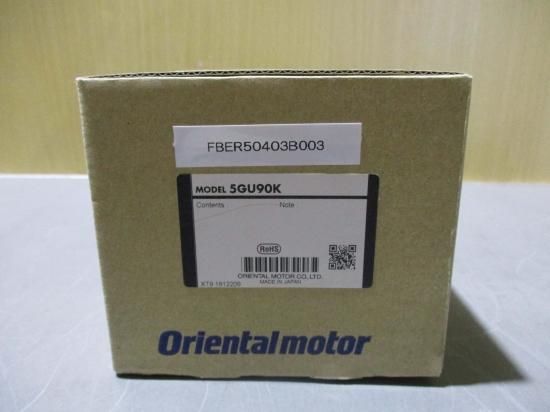 FBER50403B003
MODEL 5GU90K
Contents Note
RoHS
ORIENTAL MOTOR CO., LTD.
MADE IN JAPAN
Orientalmotor